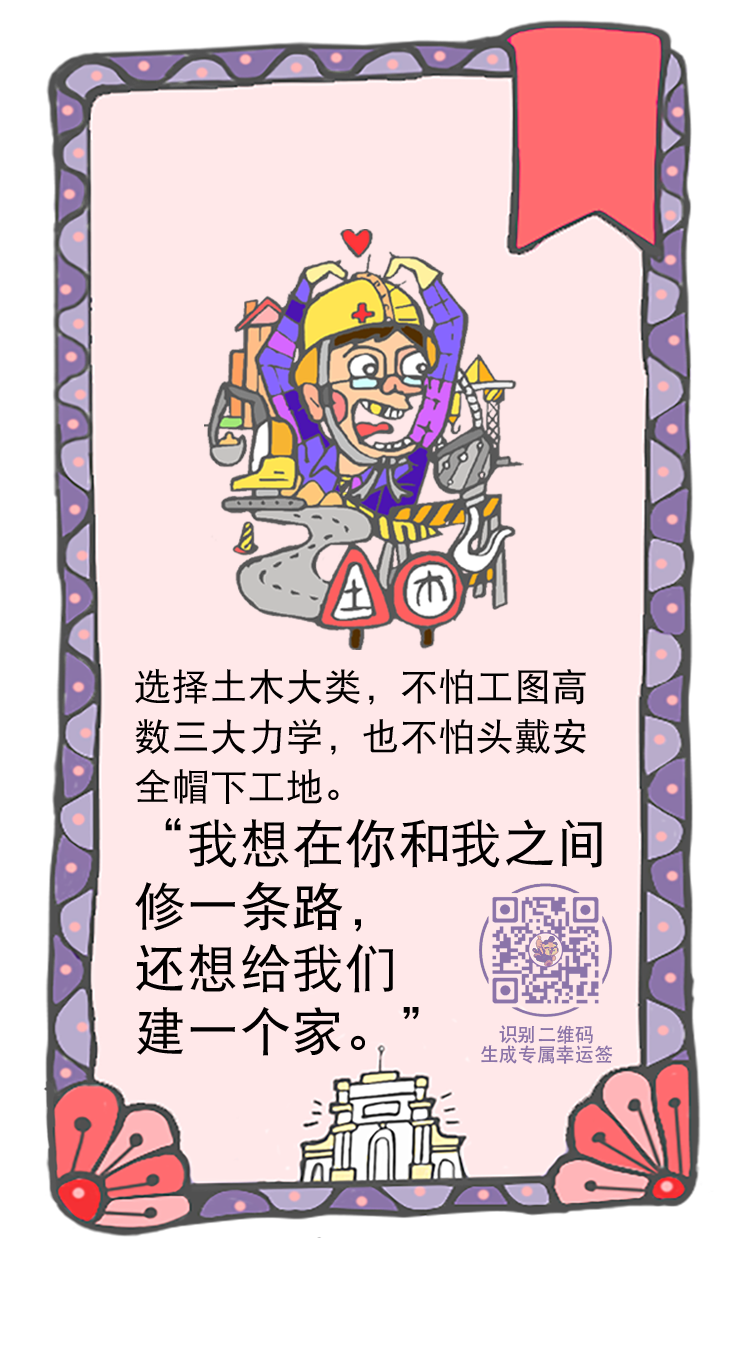 土 木
选择土木大类，不怕工图高
数三大力学，也不怕头戴安
全帽下工地。
“我想在你和我之间
修一条路，
还想给我们
建一个家。”
识别二维码
生成专属幸运签